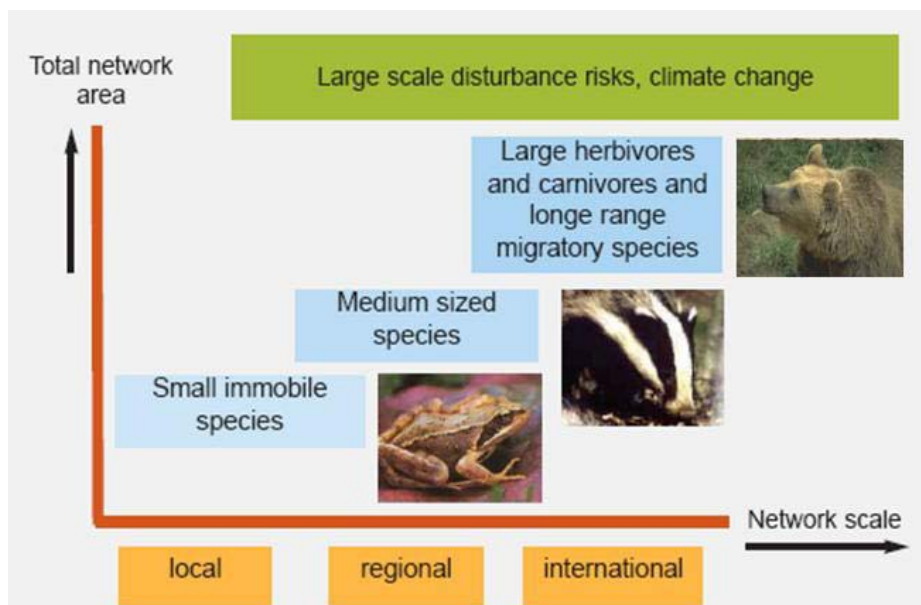 Total network
area
Large scale disturbance risks, climate change
Large herbivores
and carnivores and
longe range
migratory species
Medium sized
species
Small immobile
species
Network scale
local
regional
international